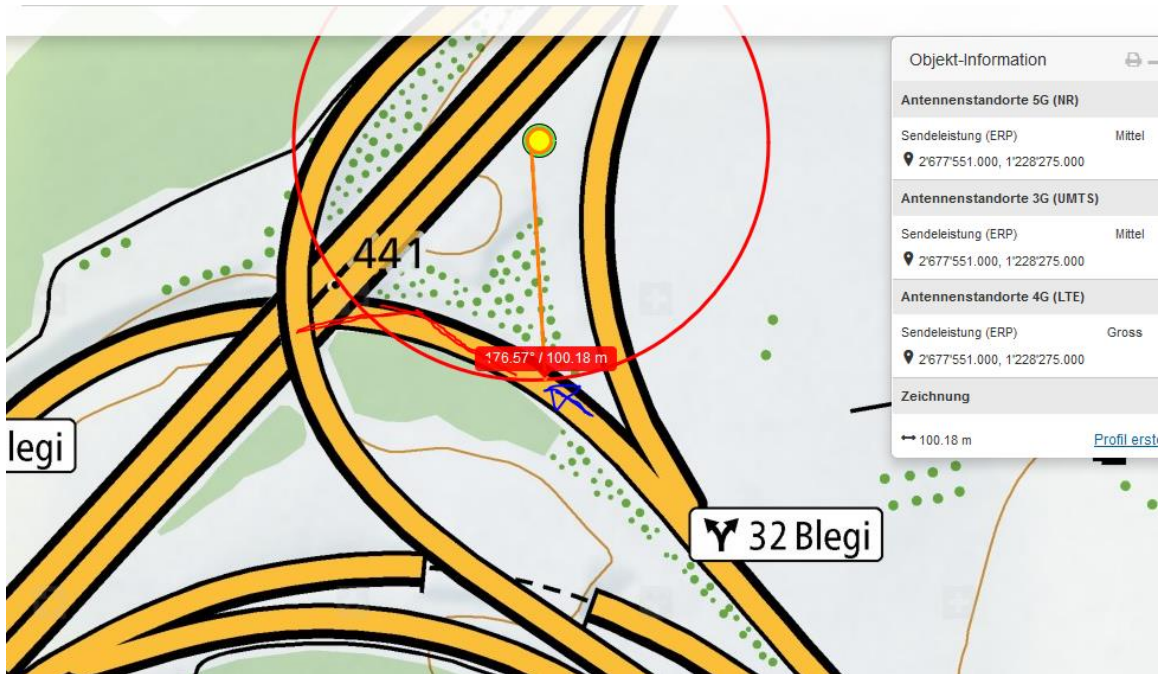 Objekt-Information
Antennenstandorte 5G (NR)
Sendeleistung (ERP) Mittel
2'677'551.000, 1'228'275.000
Antennenstandorte 3G (UMTS)
Sendeleistung (ERP) Mittel
2'677'551.000, 1'228'275.000
Antennenstandorte 4G (LTE)
Sendeleistung (ERP) Gross
2'677'551.000, 1'228'275.000
Zeichnung
100.18 m Profil erste
441
176.57° / 100.18 m
legi
32 Blegi